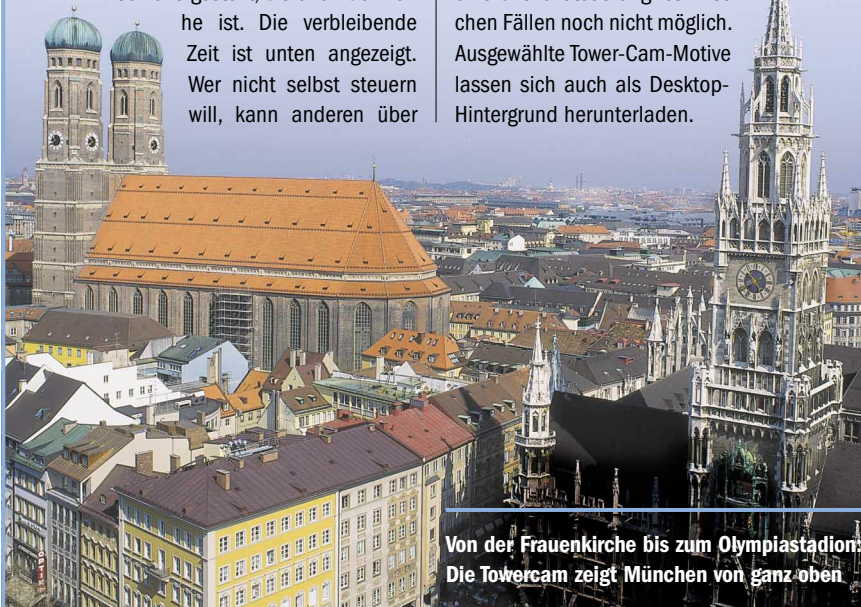 he ist. Die verbleibende
Zeit ist unten angezeigt.
Wer nicht selbst steuern
will, kann anderen über
chen Fällen noch nicht möglich.
Ausgewählte Tower-Cam-Motive
lassen sich auch als Desktop-
Hintergrund herunterladen.
OPTIK
Von der Frauenkirche bis zum Olympiastadion:
Die Towercam zeigt München von ganz oben